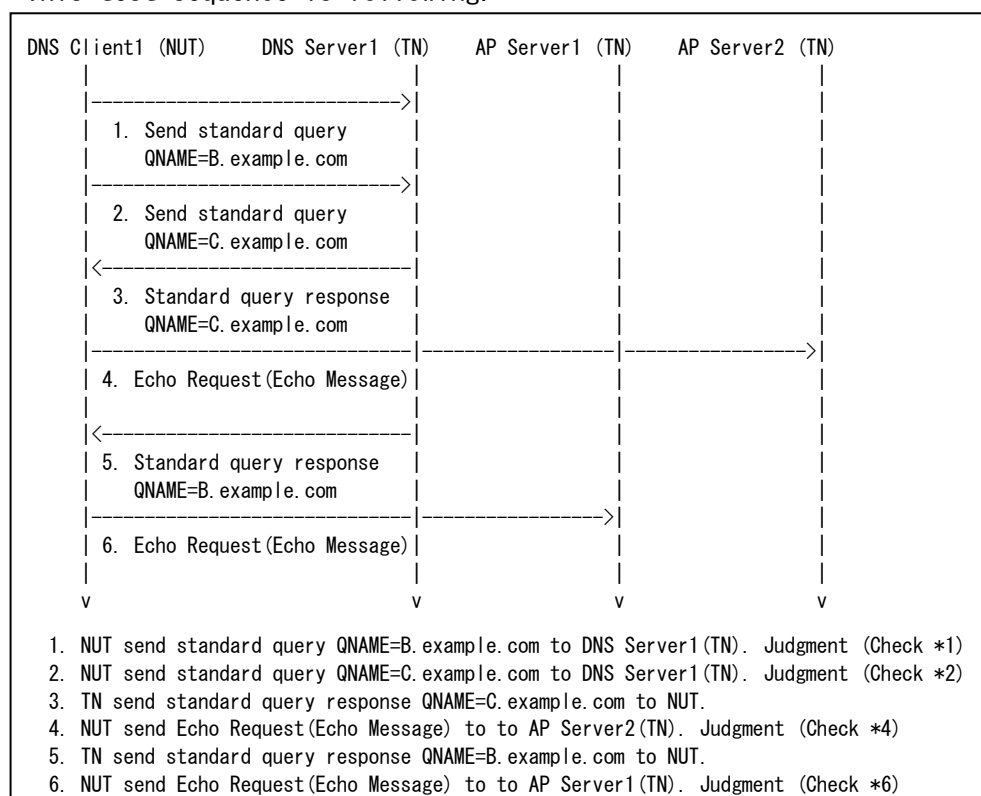 DNS Client1 (NUT) DNS Server1 (TN) AP Server1 (TN) AP Server2 (TN)
1. Send standard query
QNAME=B.example.com
2. Send standard query
QNAME=C.example.com
3. Standard query response
QNAME=C.example.com
4. Echo Request(Echo Message)
5. Standard query response
QNAME=B.example.com
6. Echo Request(Echo Message)
v v v v
1. NUT send standard query QNAME=B.example.com to DNS Server1(TN). Judgment (Check *1)
2. NUT send standard query QNAME=C.example.com to DNS Server1(TN). Judgment (Check *2)
3. TN send standard query response QNAME=C.example.com to NUT.
4. NUT send Echo Request(Echo Message) to to AP Server2(TN). Judgment (Check *4)
5. TN send standard query response QNAME=B.example.com to NUT.
6. NUT send Echo Request(Echo Message) to to AP Server1(TN). Judgment (Check *6)